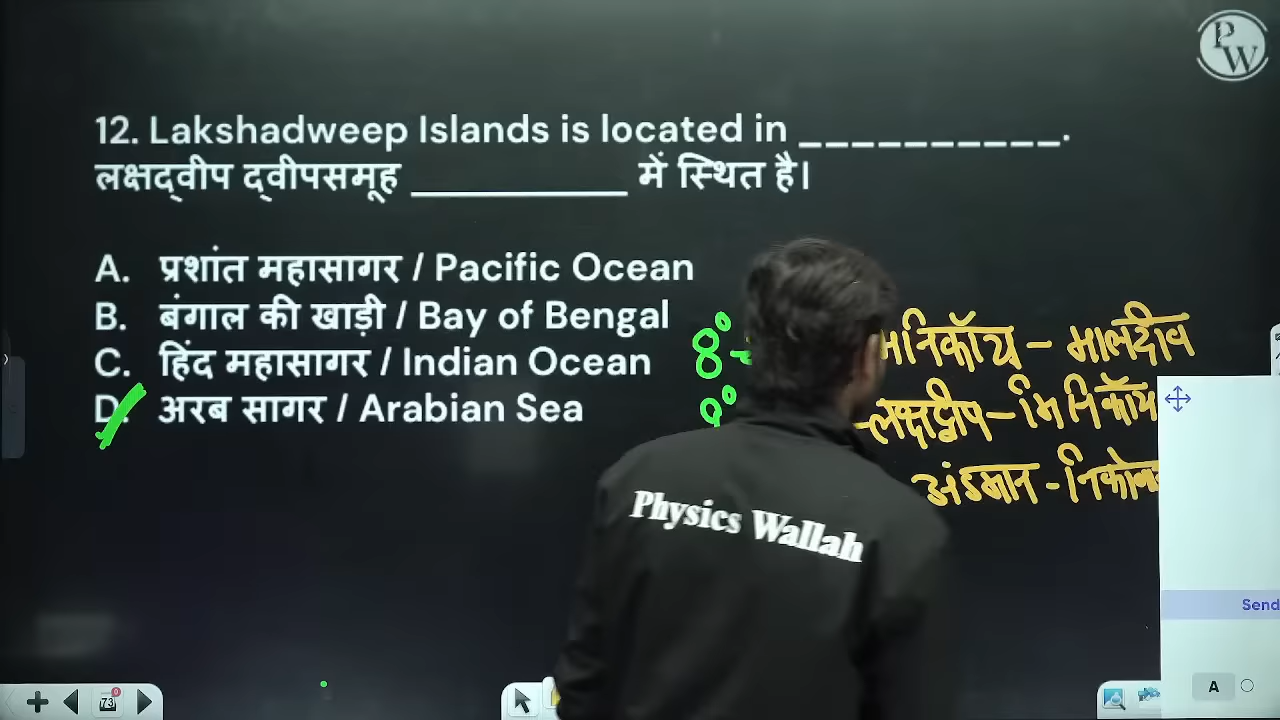 PW
12. Lakshadweep Islands is located in __________.
लक्षद्वीप द्वीपसमूह __________ में स्थित है।
A. प्रशांत महासागर / Pacific Ocean
B. बंगाल की खाड़ी / Bay of Bengal
C. हिंद महासागर / Indian Ocean
D. अरब सागर / Arabian Sea
8°
मालदीव
9° लक्षद्वीप – मिनिकॉय
अंडमान -
Physics Wallah
Send
73
A